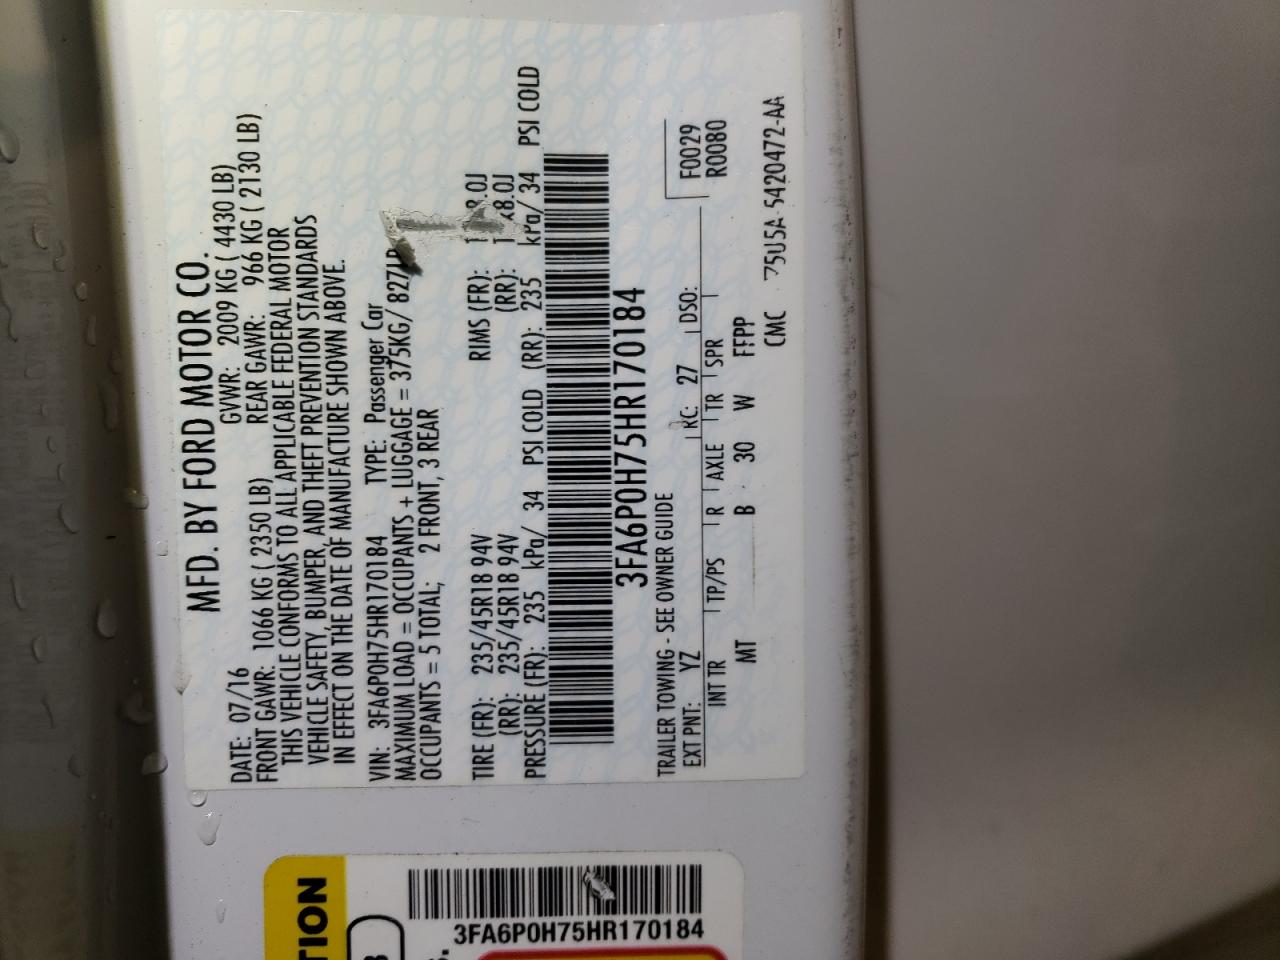 MFD. BY FORD MOTOR CO.
DATE: 07/16 GVWR: 2009 KG ( 4430 LB)
FRONT GAWR: 1066 KG ( 2350 LB) REAR GAWR: 966 KG ( 2130 LB)
THIS VEHICLE CONFORMS TO ALL APPLICABLE FEDERAL MOTOR
VEHICLE SAFETY, BUMPER, AND THEFT PREVENTION STANDARDS
IN EFFECT ON THE DATE OF MANUFACTURE SHOWN ABOVE.
VIN: 3FA6P0H75HR170184 TYPE: Passenger Car
MAXIMUM LOAD = OCCUPANTS + LUGGAGE = 375KG/ 827LB
OCCUPANTS = 5 TOTAL; 2 FRONT, 3 REAR
TIRE (FR): 235/45R18 94V RIMS (FR): 8.0J
(RR): 235/45R18 94V (RR): x8.0J
PRESSURE (FR): 235 kPa/ 34 PSI COLD (RR): 235 kPa/ 34 PSI COLD
3FA6P0H75HR170184
TRAILER TOWING - SEE OWNER GUIDE F0029
EXT PNT: YZ RC: 27 DSO: R0080
INT TR TP/PS R AXLE TR SPR
MT B 30 W FFPP
CMC 75U5A-5420472-AA
TION
B
S.
3FA6P0H75HR170184